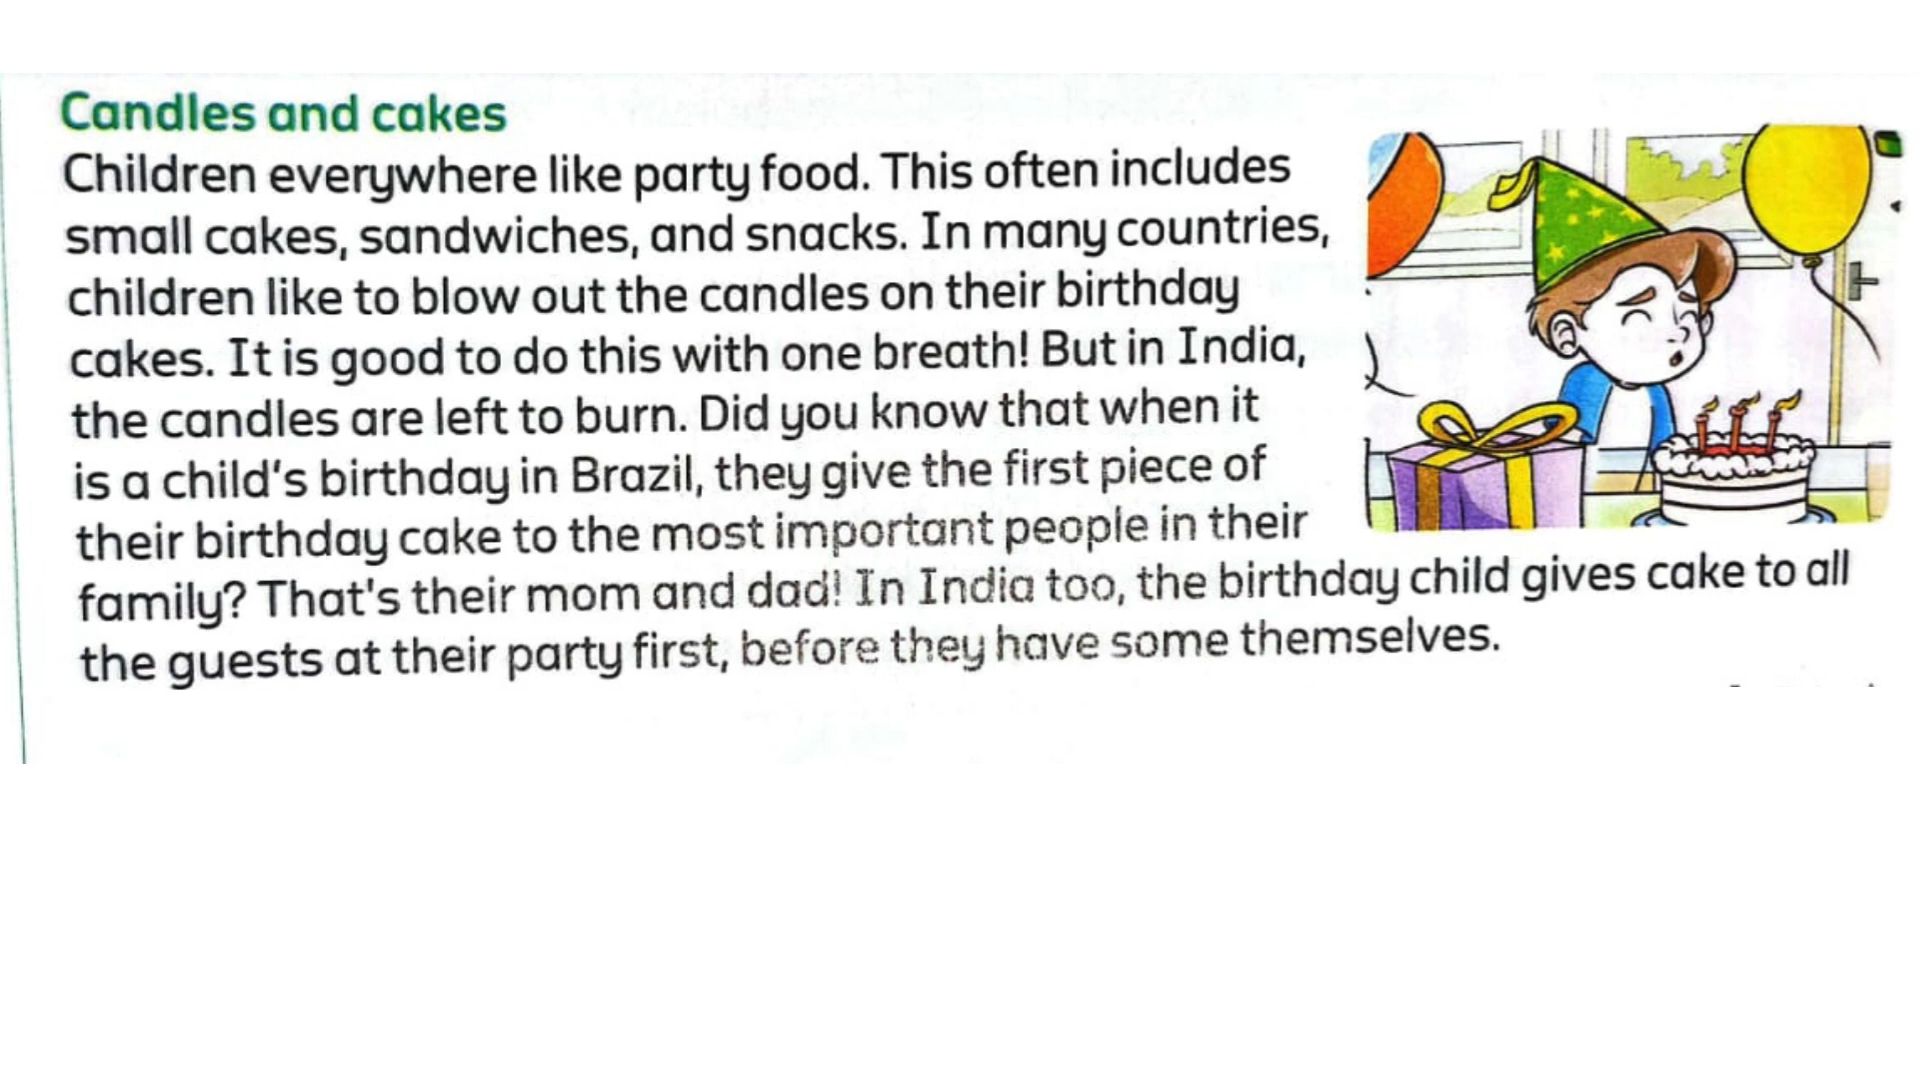 Candles and cakes
Children everywhere like party food. This often includes
small cakes, sandwiches, and snacks. In many countries,
children like to blow out the candles on their birthday
cakes. It is good to do this with one breath! But in India,
the candles are left to burn. Did you know that when it
is a child's birthday in Brazil, they give the first piece of
their birthday cake to the most important people in their
family? That's their mom and dad! In India too, the birthday child gives cake to all
the guests at their party first, before they have some themselves.